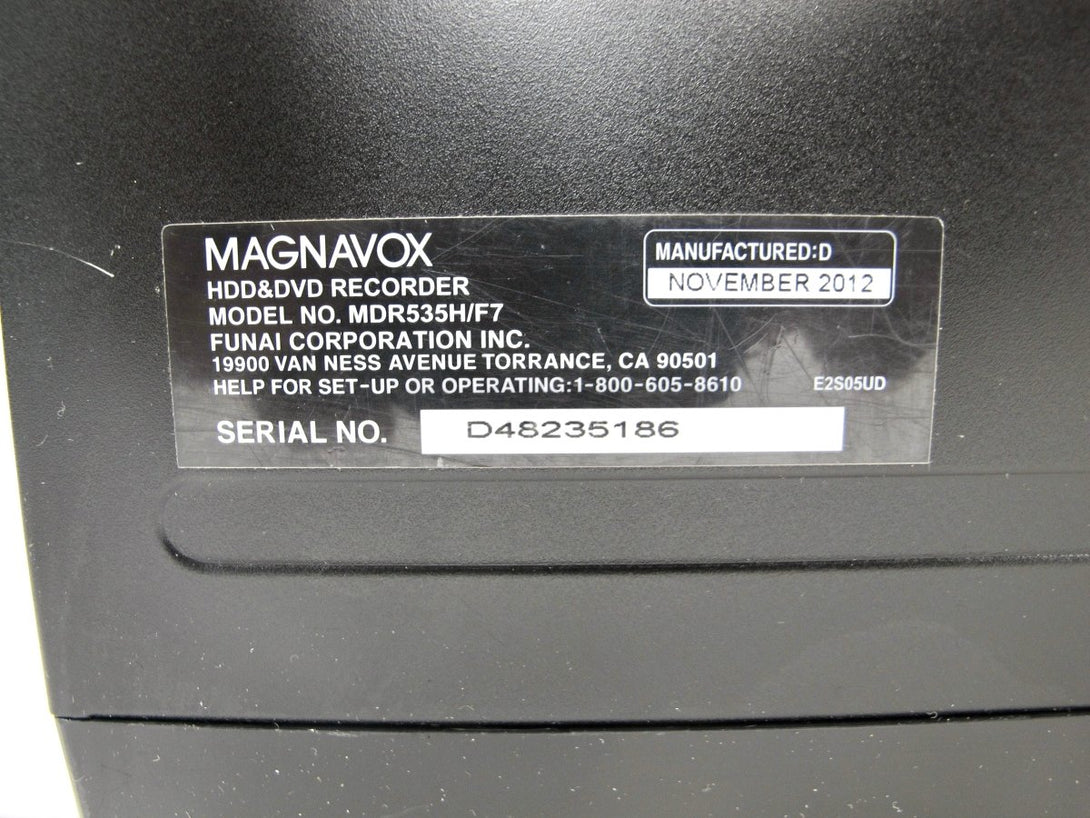 MAGNAVOX
HDD&DVD RECORDER
MODEL NO. MDR535H/F7
FUNAI CORPORATION INC.
19900 VAN NESS AVENUE TORRANCE, CA 90501
HELP FOR SET-UP OR OPERATING:1-800-605-8610
E2S05UD
MANUFACTURED:D
NOVEMBER 2012
SERIAL NO. D48235186